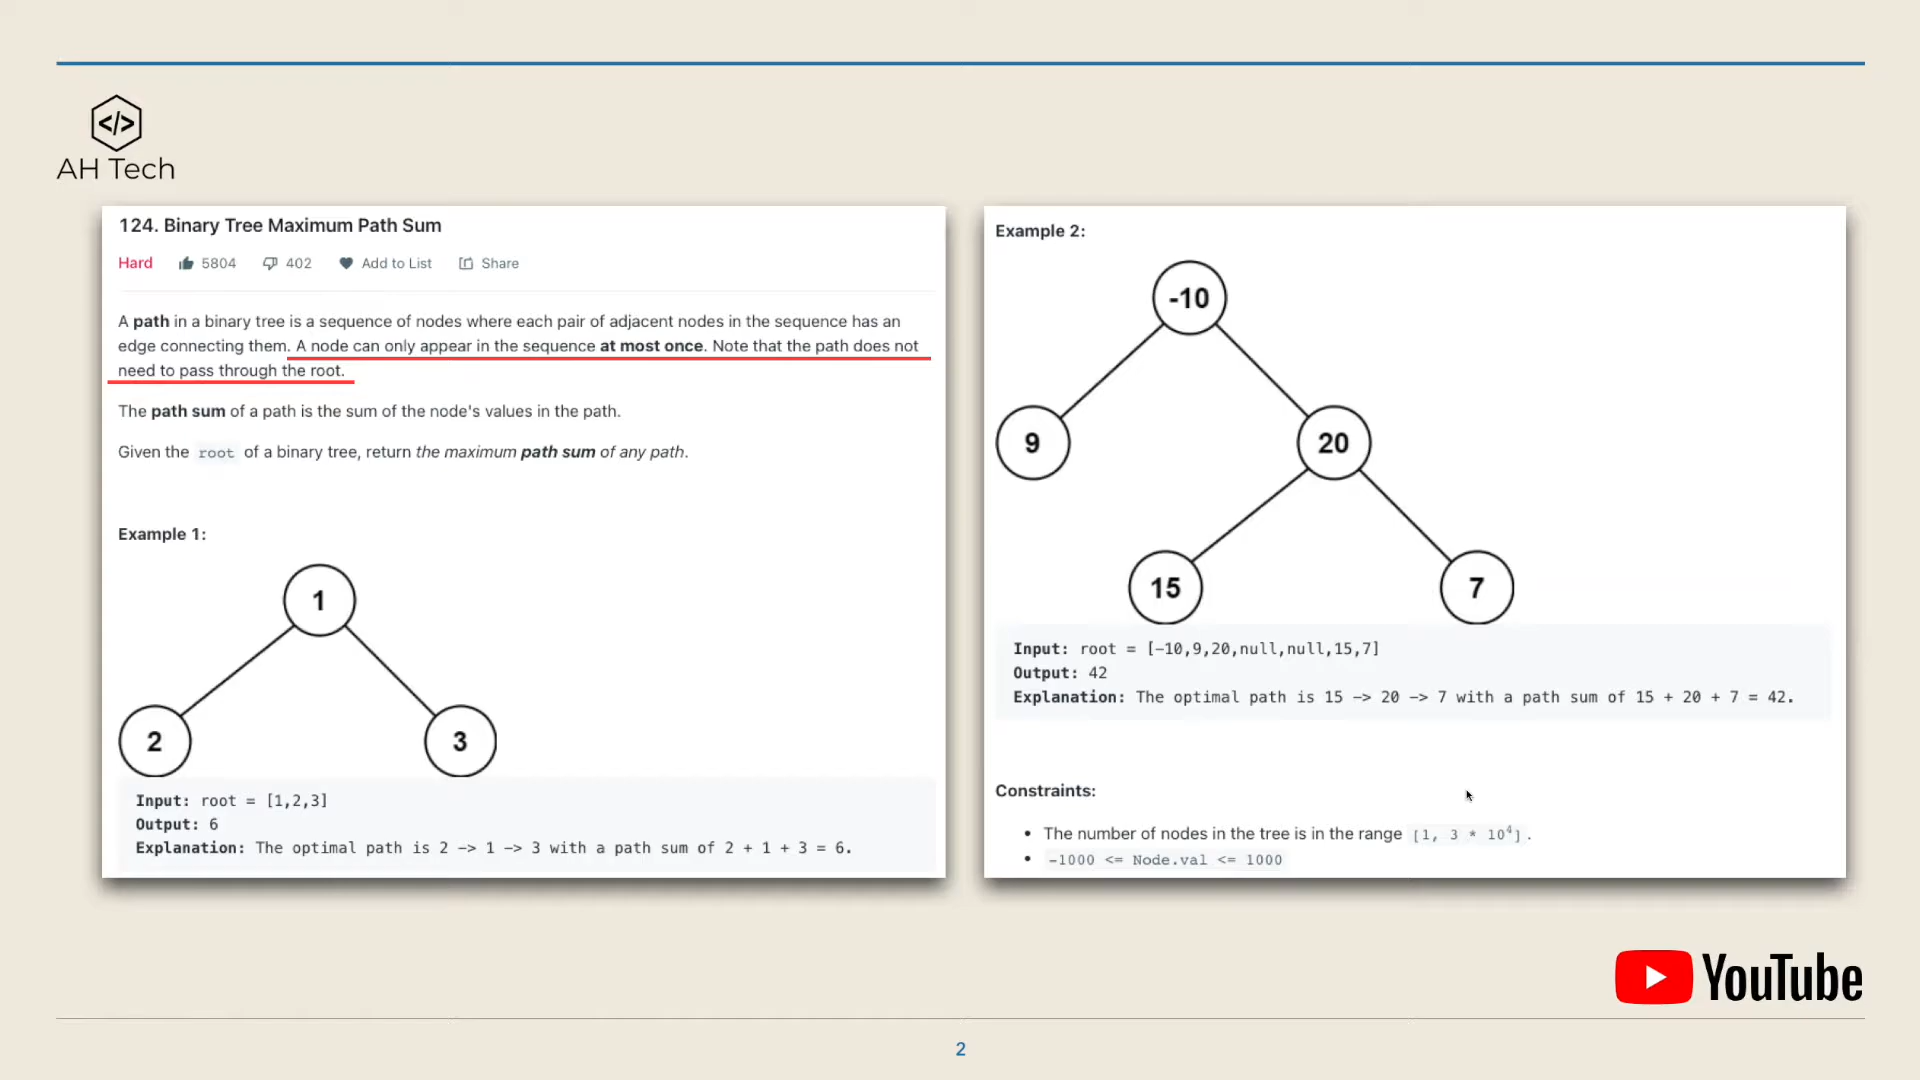 </>
AH Tech
124. Binary Tree Maximum Path Sum
Hard 5804 402 Add to List Share
A path in a binary tree is a sequence of nodes where each pair of adjacent nodes in the sequence has an
edge connecting them. A node can only appear in the sequence at most once. Note that the path does not
need to pass through the root.
The path sum of a path is the sum of the node's values in the path.
Given the root of a binary tree, return the maximum path sum of any path.
Example 1:
1
2 3
Input: root = [1,2,3]
Output: 6
Explanation: The optimal path is 2 -> 1 -> 3 with a path sum of 2 + 1 + 3 = 6.
Example 2:
-10
9 20
15 7
Input: root = [-10,9,20,null,null,15,7]
Output: 42
Explanation: The optimal path is 15 -> 20 -> 7 with a path sum of 15 + 20 + 7 = 42.
Constraints:
• The number of nodes in the tree is in the range [1, 3 * 10⁴] .
• -1000 <= Node.val <= 1000
YouTube
2